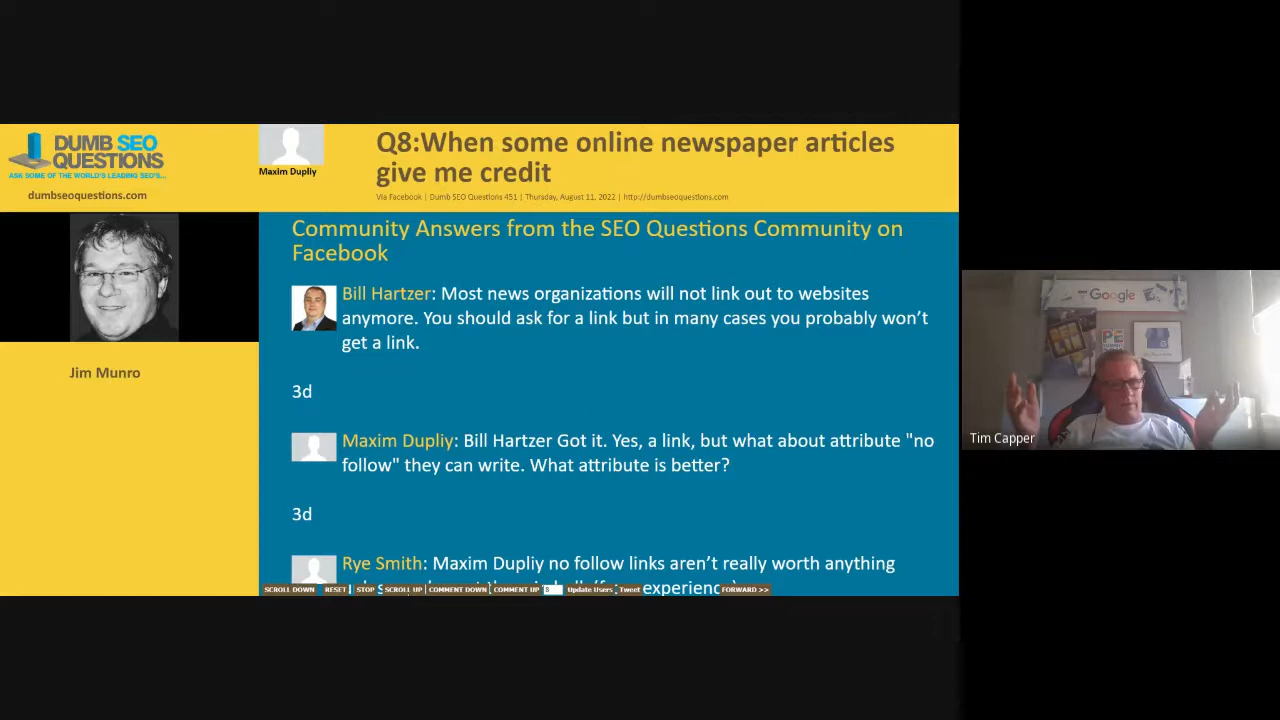 DUMB SEO
QUESTIONS
ASK SOME OF THE WORLD'S LEADING SEO'S...
dumbseoquestions.com
Maxim Dupliy
Q8:When some online newspaper articles
give me credit
Via Facebook | Dumb SEO Questions 451 | Thursday, August 11, 2022 | http://dumbseoquestions.com
Jim Munro
Community Answers from the SEO Questions Community on
Facebook
Bill Hartzer: Most news organizations will not link out to websites
anymore. You should ask for a link but in many cases you probably won’t
get a link.
3d
Maxim Dupliy: Bill Hartzer Got it. Yes, a link, but what about attribute "no
follow" they can write. What attribute is better?
3d
Rye Smith: Maxim Dupliy no follow links aren’t really worth anything
experience)
SCROLL DOWN RESET STOP SCROLL UP COMMENT DOWN COMMENT UP 8 Update Users Tweet FORWARD >>
Google
Tim Capper